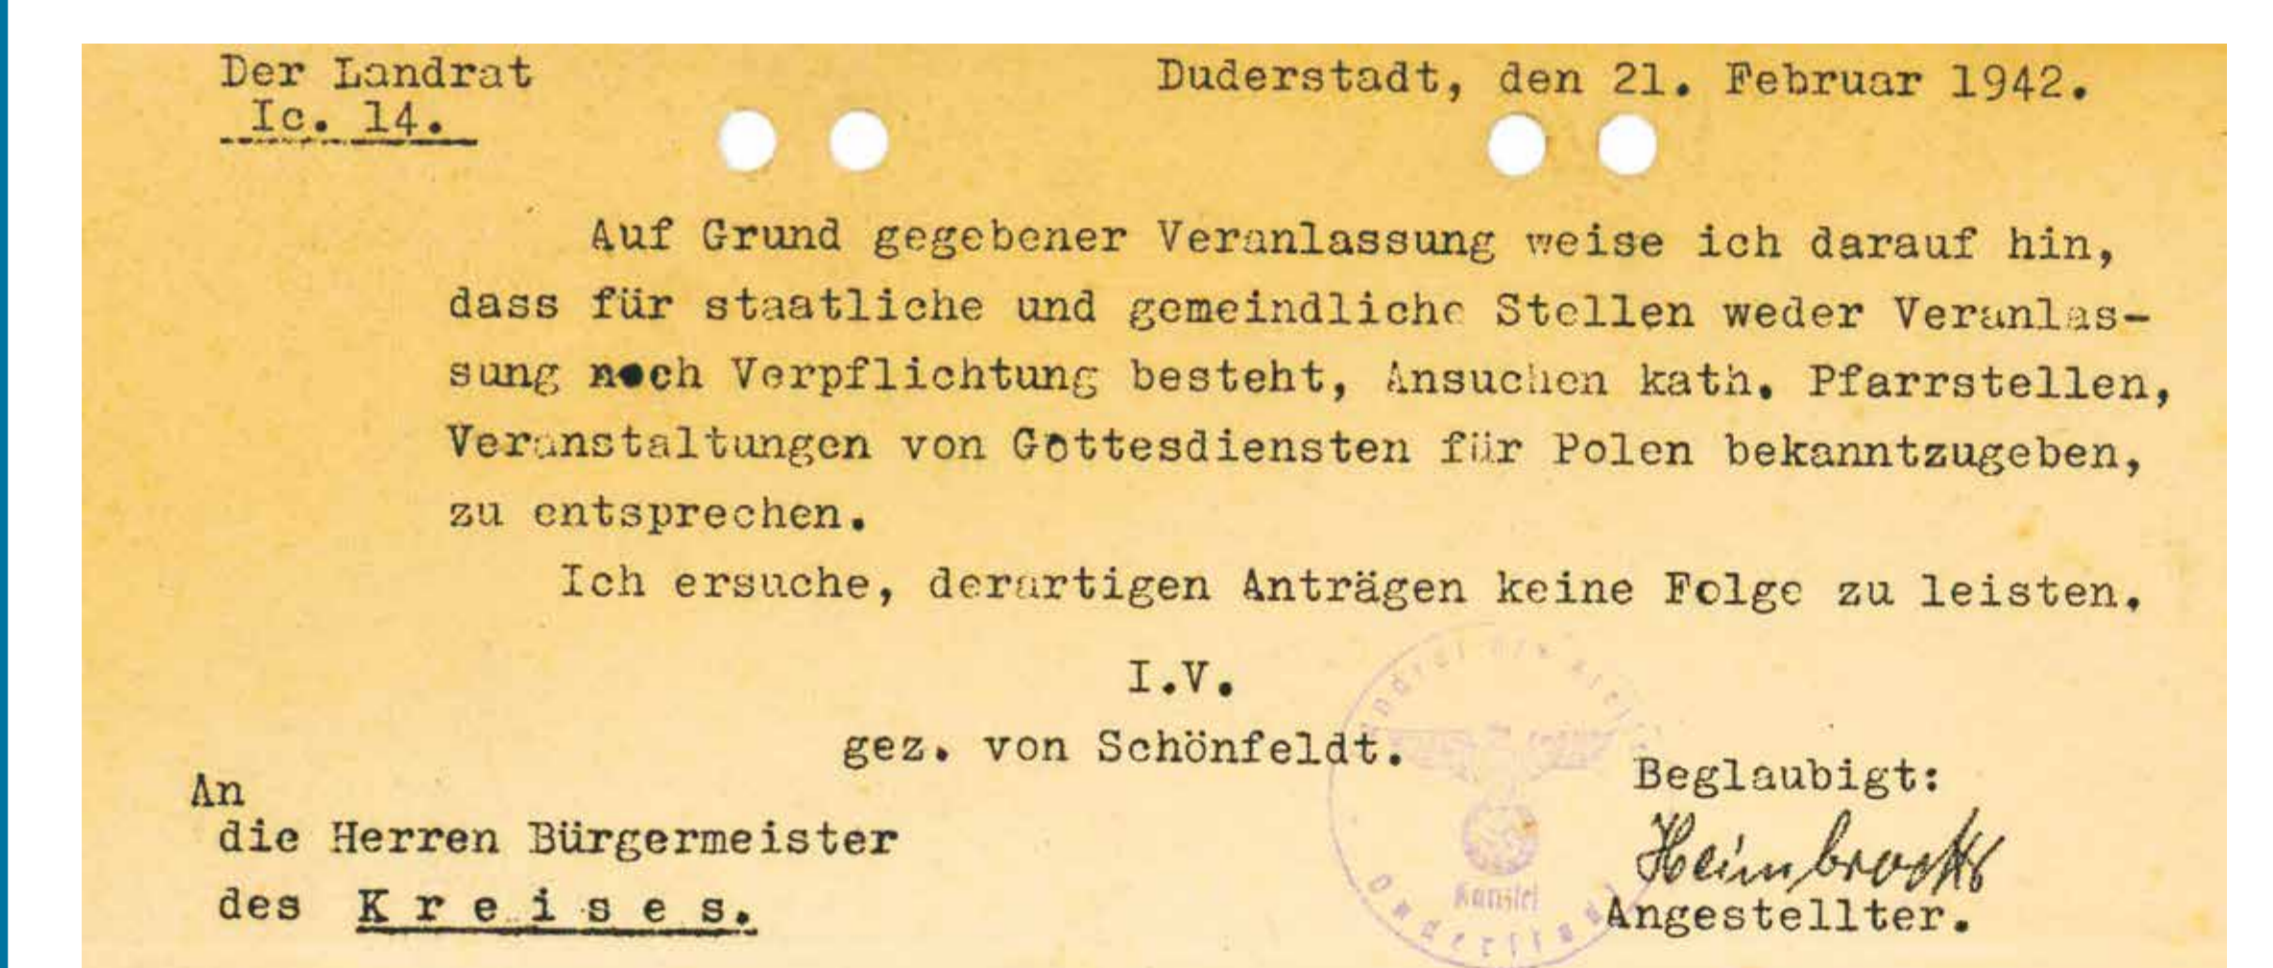 Der Landrat
Ic. 14.
Duderstadt, den 21. Februar 1942.
Auf Grund gegebener Veranlassung weise ich darauf hin,
dass für staatliche und gemeindliche Stellen weder Veranlas-
sung noch Verpflichtung besteht, Ansuchen kath. Pfarrstellen,
Veranstaltungen von Gottesdiensten für Polen bekanntzugeben,
zu entsprechen.
Ich ersuche, derartigen Anträgen keine Folge zu leisten.
I.V.
gez. von Schönfeldt.
An
die Herren Bürgermeister
des Kreises.
Beglaubigt:
Angestellter.
Kanzlei